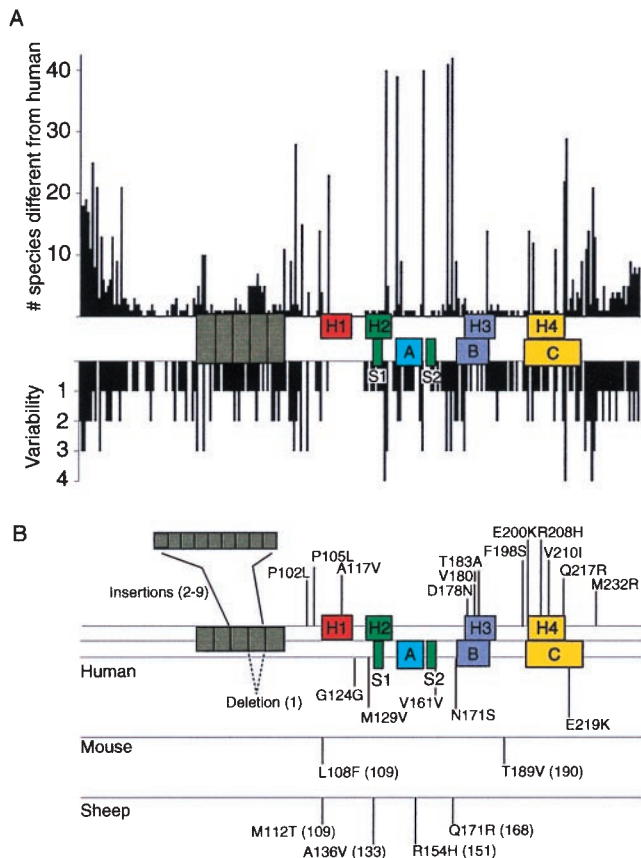 A
# species different from human
40
30
20
10
H1
H2
H3
H4
A
B
C
S1
S2
Variability
1
2
3
4
B
Insertions (2-9)
P102L
P105L
A117V
D178N
V180I
T183A
F198S
E200K
R208H
V210I
Q217R
M232R
H1
H2
H3
H4
A
B
C
S1
S2
Human
Deletion (1)
G124G
M129V
V161V
N171S
E219K
Mouse
L108F (109)
T189V (190)
Sheep
M112T (109)
A136V (133)
R154H (151)
Q171R (168)